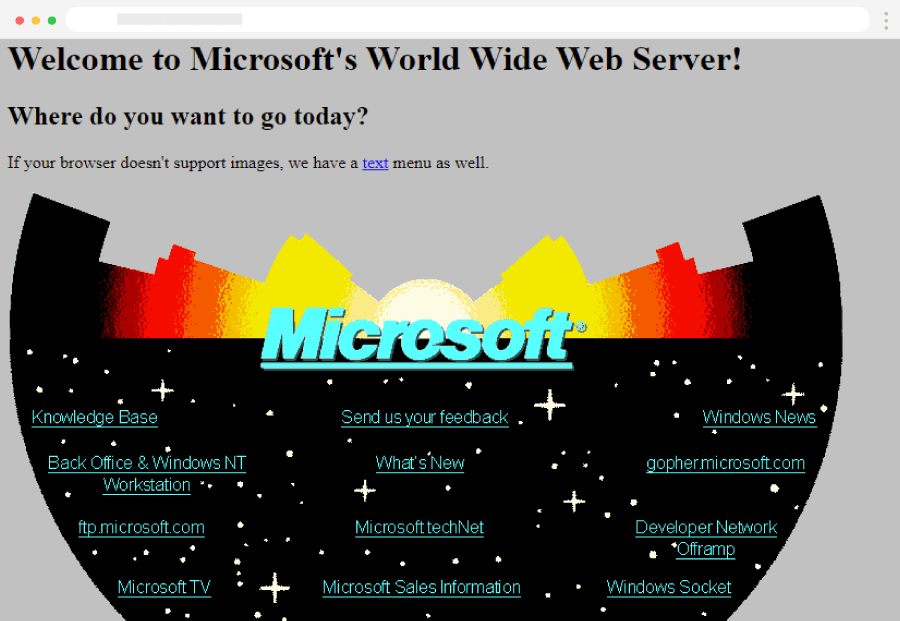 Welcome to Microsoft's World Wide Web Server!
Where do you want to go today?
If your browser doesn't support images, we have a text menu as well.
Microsoft®
Knowledge Base
Send us your feedback
Windows News
Back Office & Windows NT
Workstation
What's New
gopher.microsoft.com
ftp.microsoft.com
Microsoft techNet
Developer Network
Offramp
Microsoft TV
Microsoft Sales Information
Windows Socket